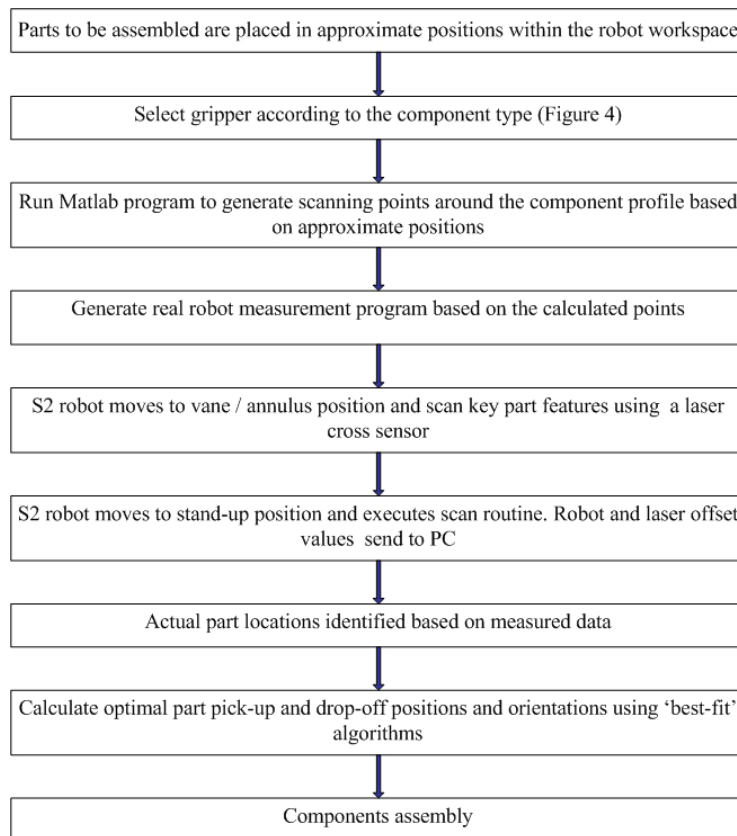 Parts to be assembled are placed in approximate positions within the robot workspace
Select gripper according to the component type (Figure 4)
Run Matlab program to generate scanning points around the component profile based
on approximate positions
Generate real robot measurement program based on the calculated points
S2 robot moves to vane / annulus position and scan key part features using a laser
cross sensor
S2 robot moves to stand-up position and executes scan routine. Robot and laser offset
values send to PC
Actual part locations identified based on measured data
Calculate optimal part pick-up and drop-off positions and orientations using ‘best-fit’
algorithms
Components assembly